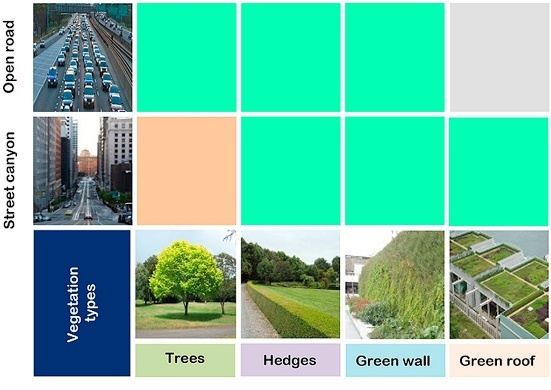 Open road
Street canyon
Vegetation
types
Trees
Hedges
Green wall
Green roof